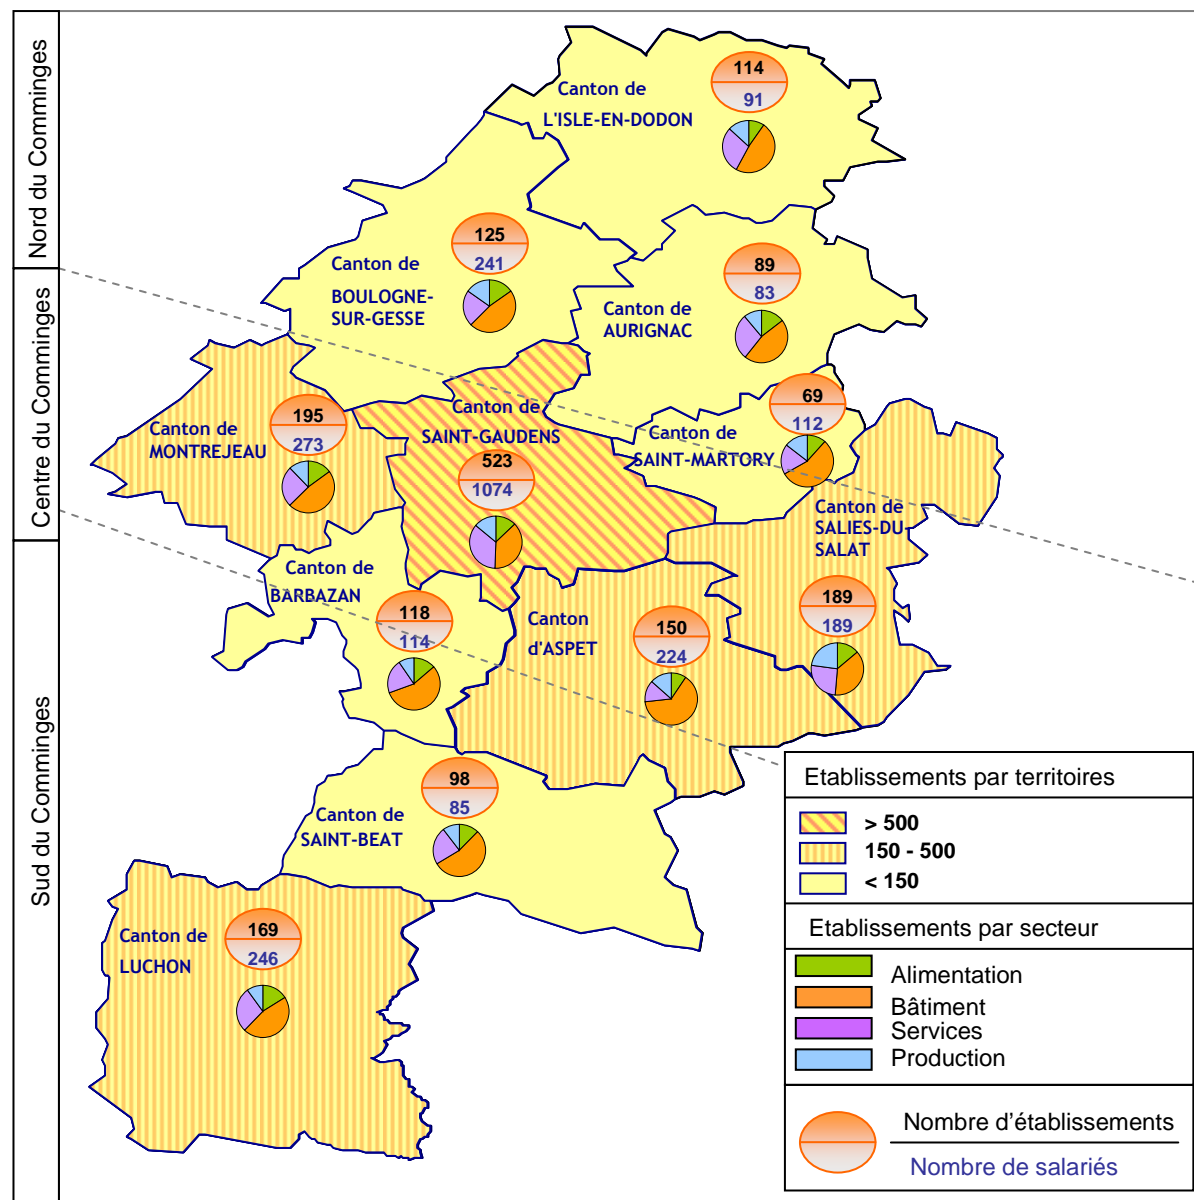 Nord du Comminges
Centre du Comminges
Sud du Comminges
Canton de
L'ISLE-EN-DODON
114
91
Canton de
BOULOGNE-
SUR-GESSE
125
241
Canton de
AURIGNAC
89
83
Canton de
MONTREJEAU
195
273
Canton de
SAINT-GAUDENS
523
1074
Canton de
SAINT-MARTORY
69
112
Canton de
SALIES-DU-
SALAT
189
189
Canton de
BARBAZAN
118
114
Canton
d'ASPET
150
224
Canton de
SAINT-BEAT
98
85
Canton de
LUCHON
169
246
Etablissements par territoires
> 500
150 - 500
< 150
Etablissements par secteur
Alimentation
Bâtiment
Services
Production
Nombre d'établissements
Nombre de salariés